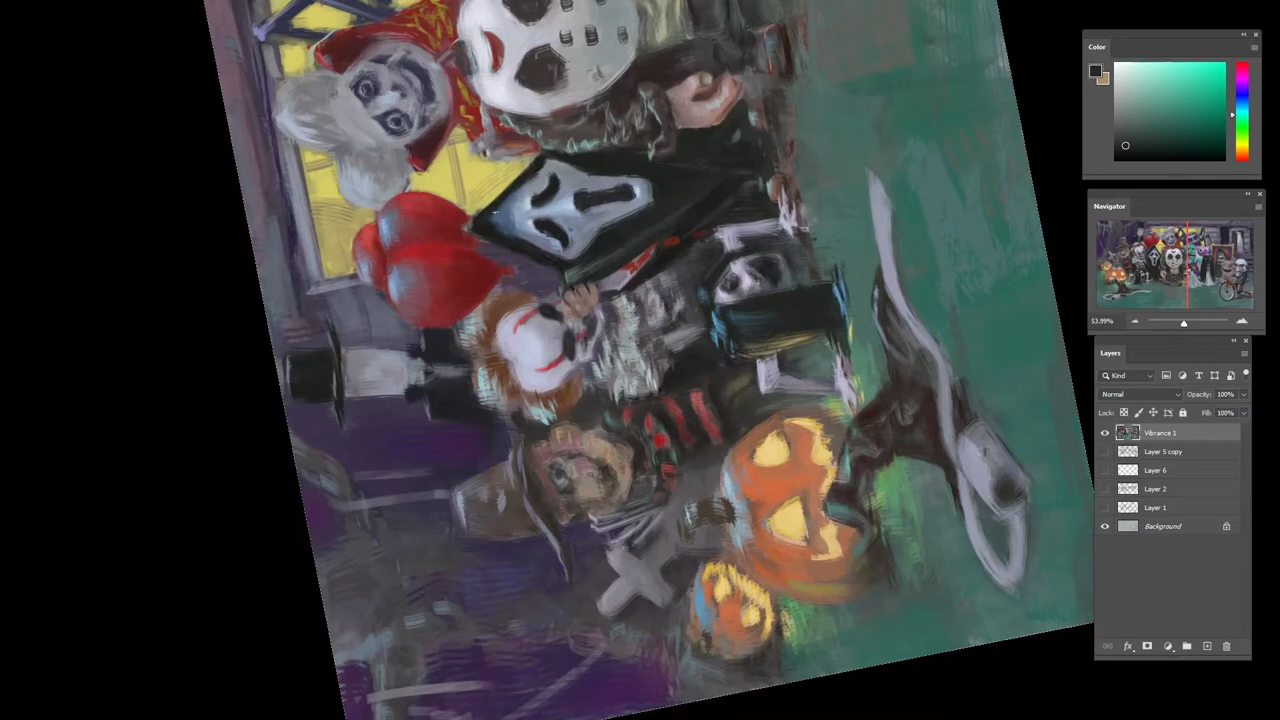 Color
Navigator
53.99%
Layers
Kind
Normal
Opacity: 100%
Lock:
Fill: 100%
Vibrance 1
Layer 5 copy
Layer 6
Layer 2
Layer 1
Background
fx